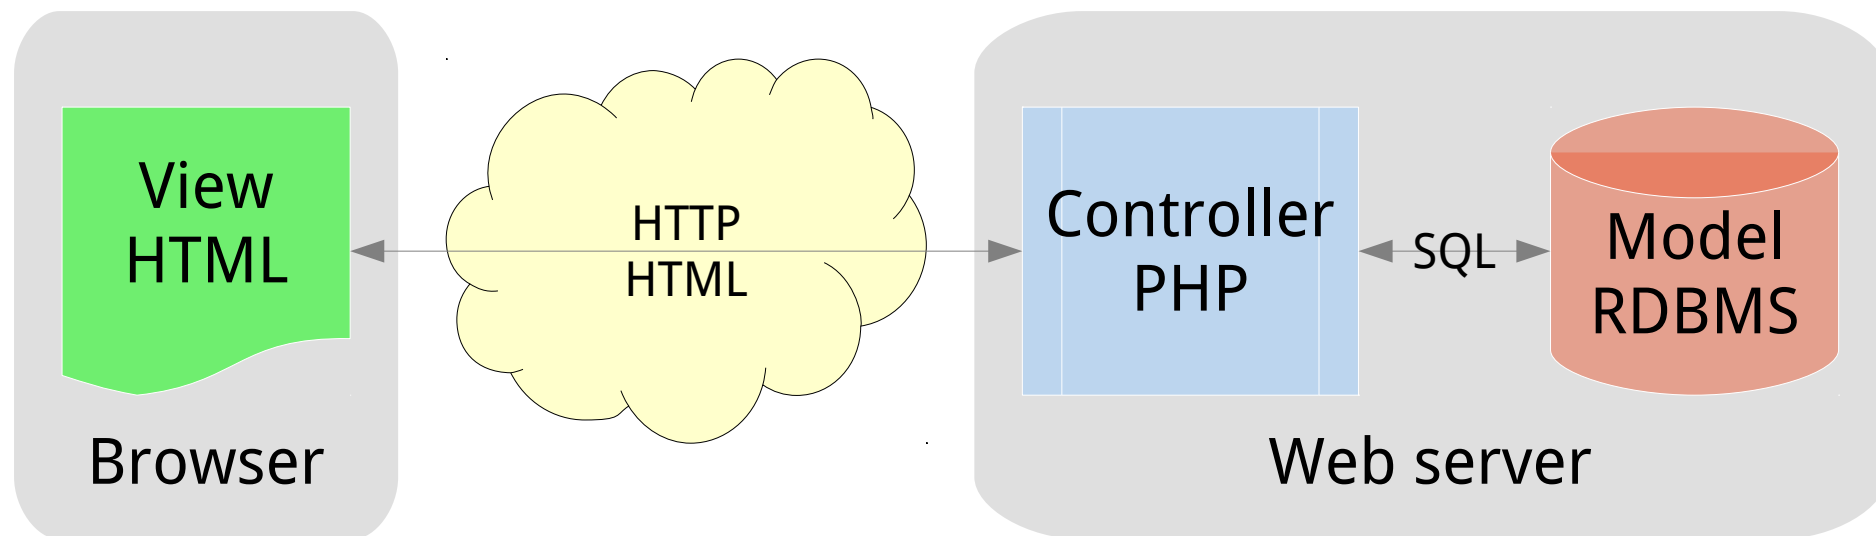 View
HTML
Browser
HTTP
HTML
Controller
PHP
SQL
Model
RDBMS
Web server